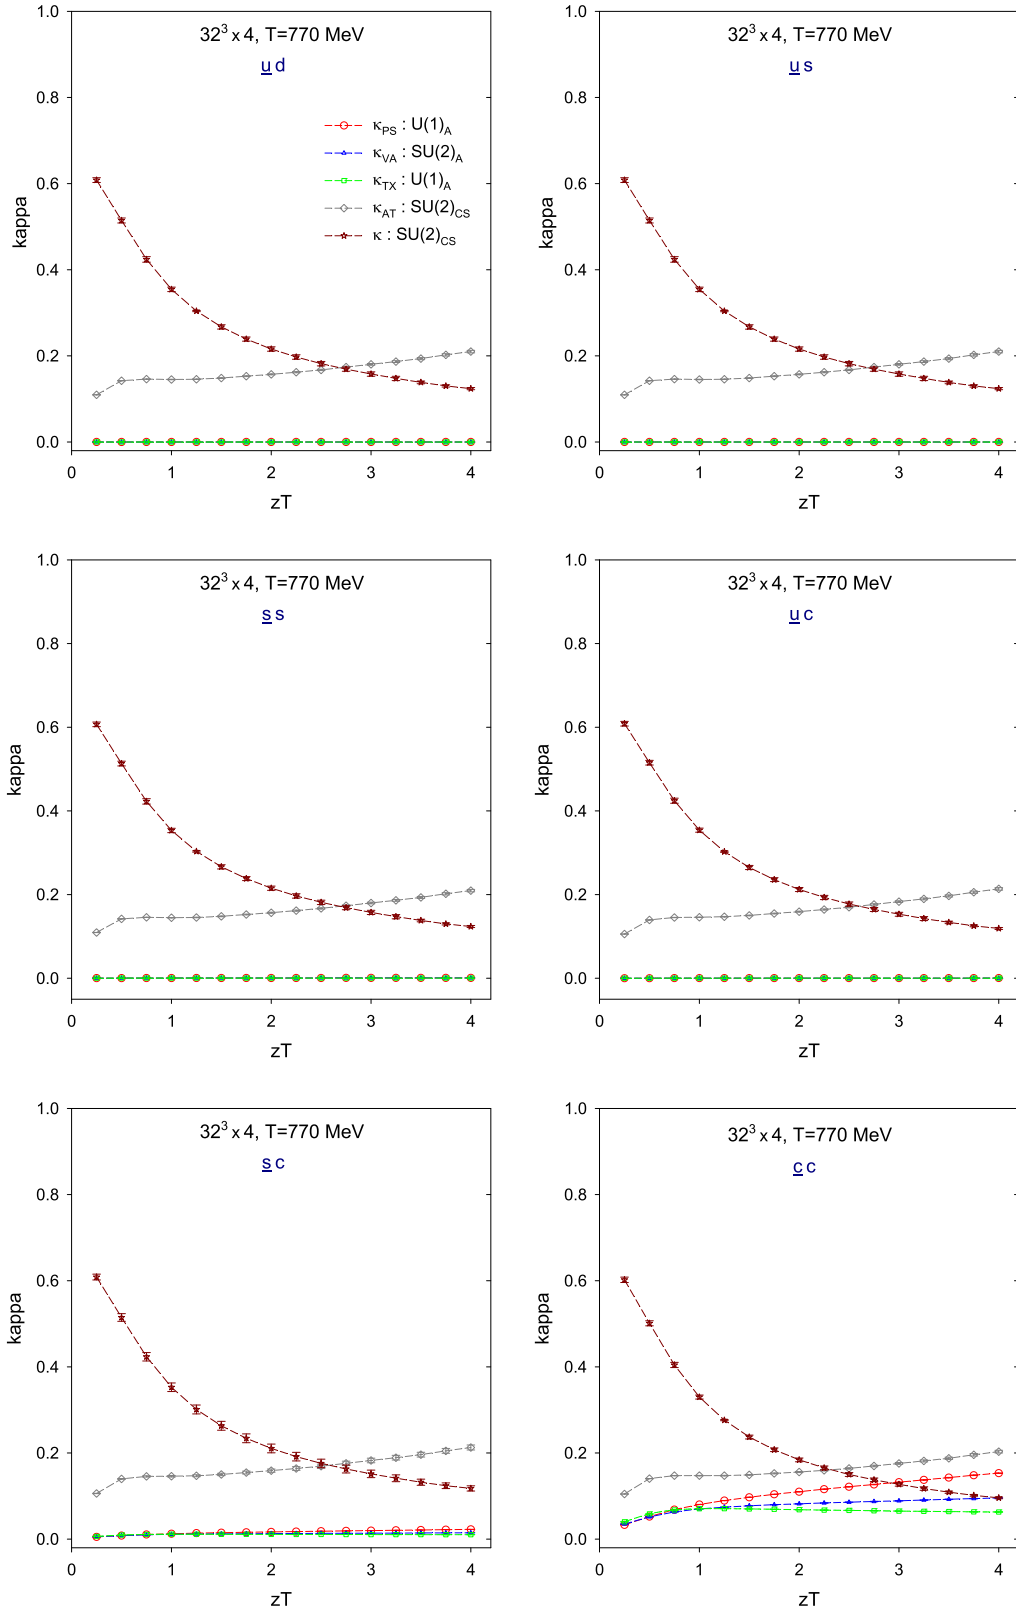 32³ x 4, T=770 MeV
u d
κPS : U(1)A
κVA : SU(2)A
κTX : U(1)A
κAT : SU(2)CS
κ : SU(2)CS
kappa
1.0
0.8
0.6
0.4
0.2
0.0
0 1 2 3 4
zT
32³ x 4, T=770 MeV
u s
kappa
1.0
0.8
0.6
0.4
0.2
0.0
0 1 2 3 4
zT
32³ x 4, T=770 MeV
s s
kappa
1.0
0.8
0.6
0.4
0.2
0.0
0 1 2 3 4
zT
32³ x 4, T=770 MeV
u c
kappa
1.0
0.8
0.6
0.4
0.2
0.0
0 1 2 3 4
zT
32³ x 4, T=770 MeV
s c
kappa
1.0
0.8
0.6
0.4
0.2
0.0
0 1 2 3 4
zT
32³ x 4, T=770 MeV
c c
kappa
1.0
0.8
0.6
0.4
0.2
0.0
0 1 2 3 4
zT